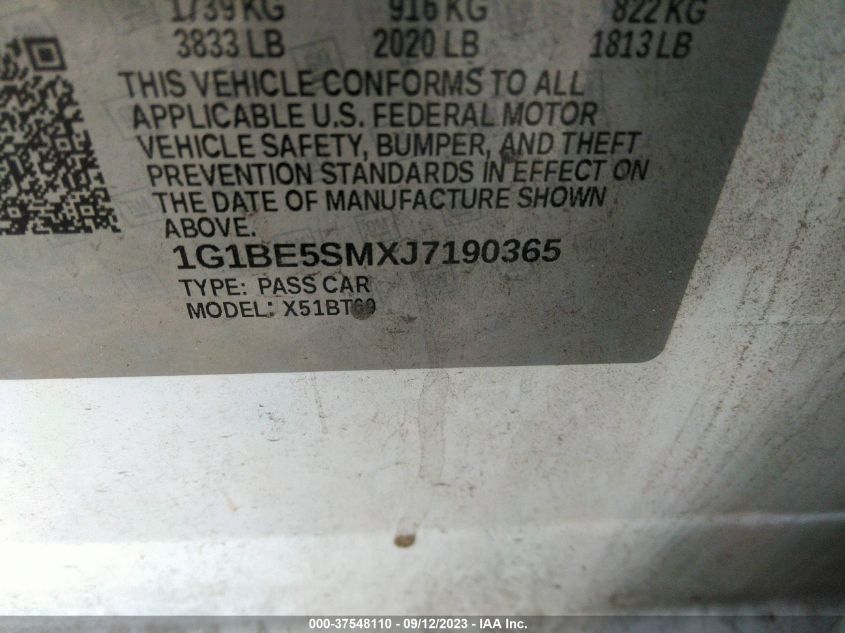 1739 KG 916 KG 822 KG
3833 LB 2020 LB 1813 LB
THIS VEHICLE CONFORMS TO ALL
APPLICABLE U.S. FEDERAL MOTOR
VEHICLE SAFETY, BUMPER, AND THEFT
PREVENTION STANDARDS IN EFFECT ON
THE DATE OF MANUFACTURE SHOWN
ABOVE.
1G1BE5SMXJ7190365
TYPE: PASS CAR
MODEL: X51BT69
000-37548110 - 09/12/2023 - IAA Inc.